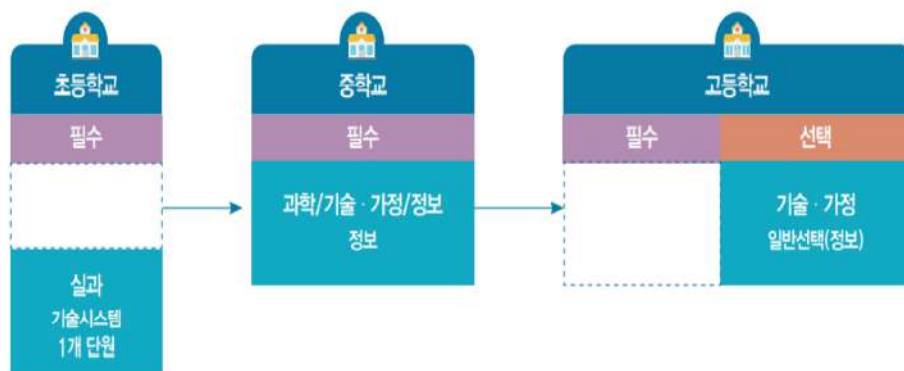 초등학교
필수
실과
기술시스템
1개 단원
중학교
필수
과학/기술 · 가정/정보
정보
고등학교
필수
선택
기술 · 가정
일반선택(정보)